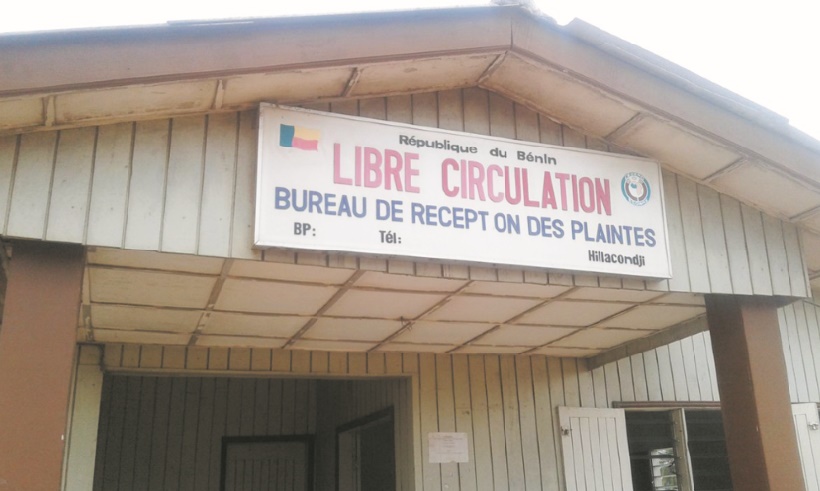 République du Bénin
LIBRE CIRCULATION
BUREAU DE RECEPT ON DES PLAINTES
BP: Tél:
Hillacondji